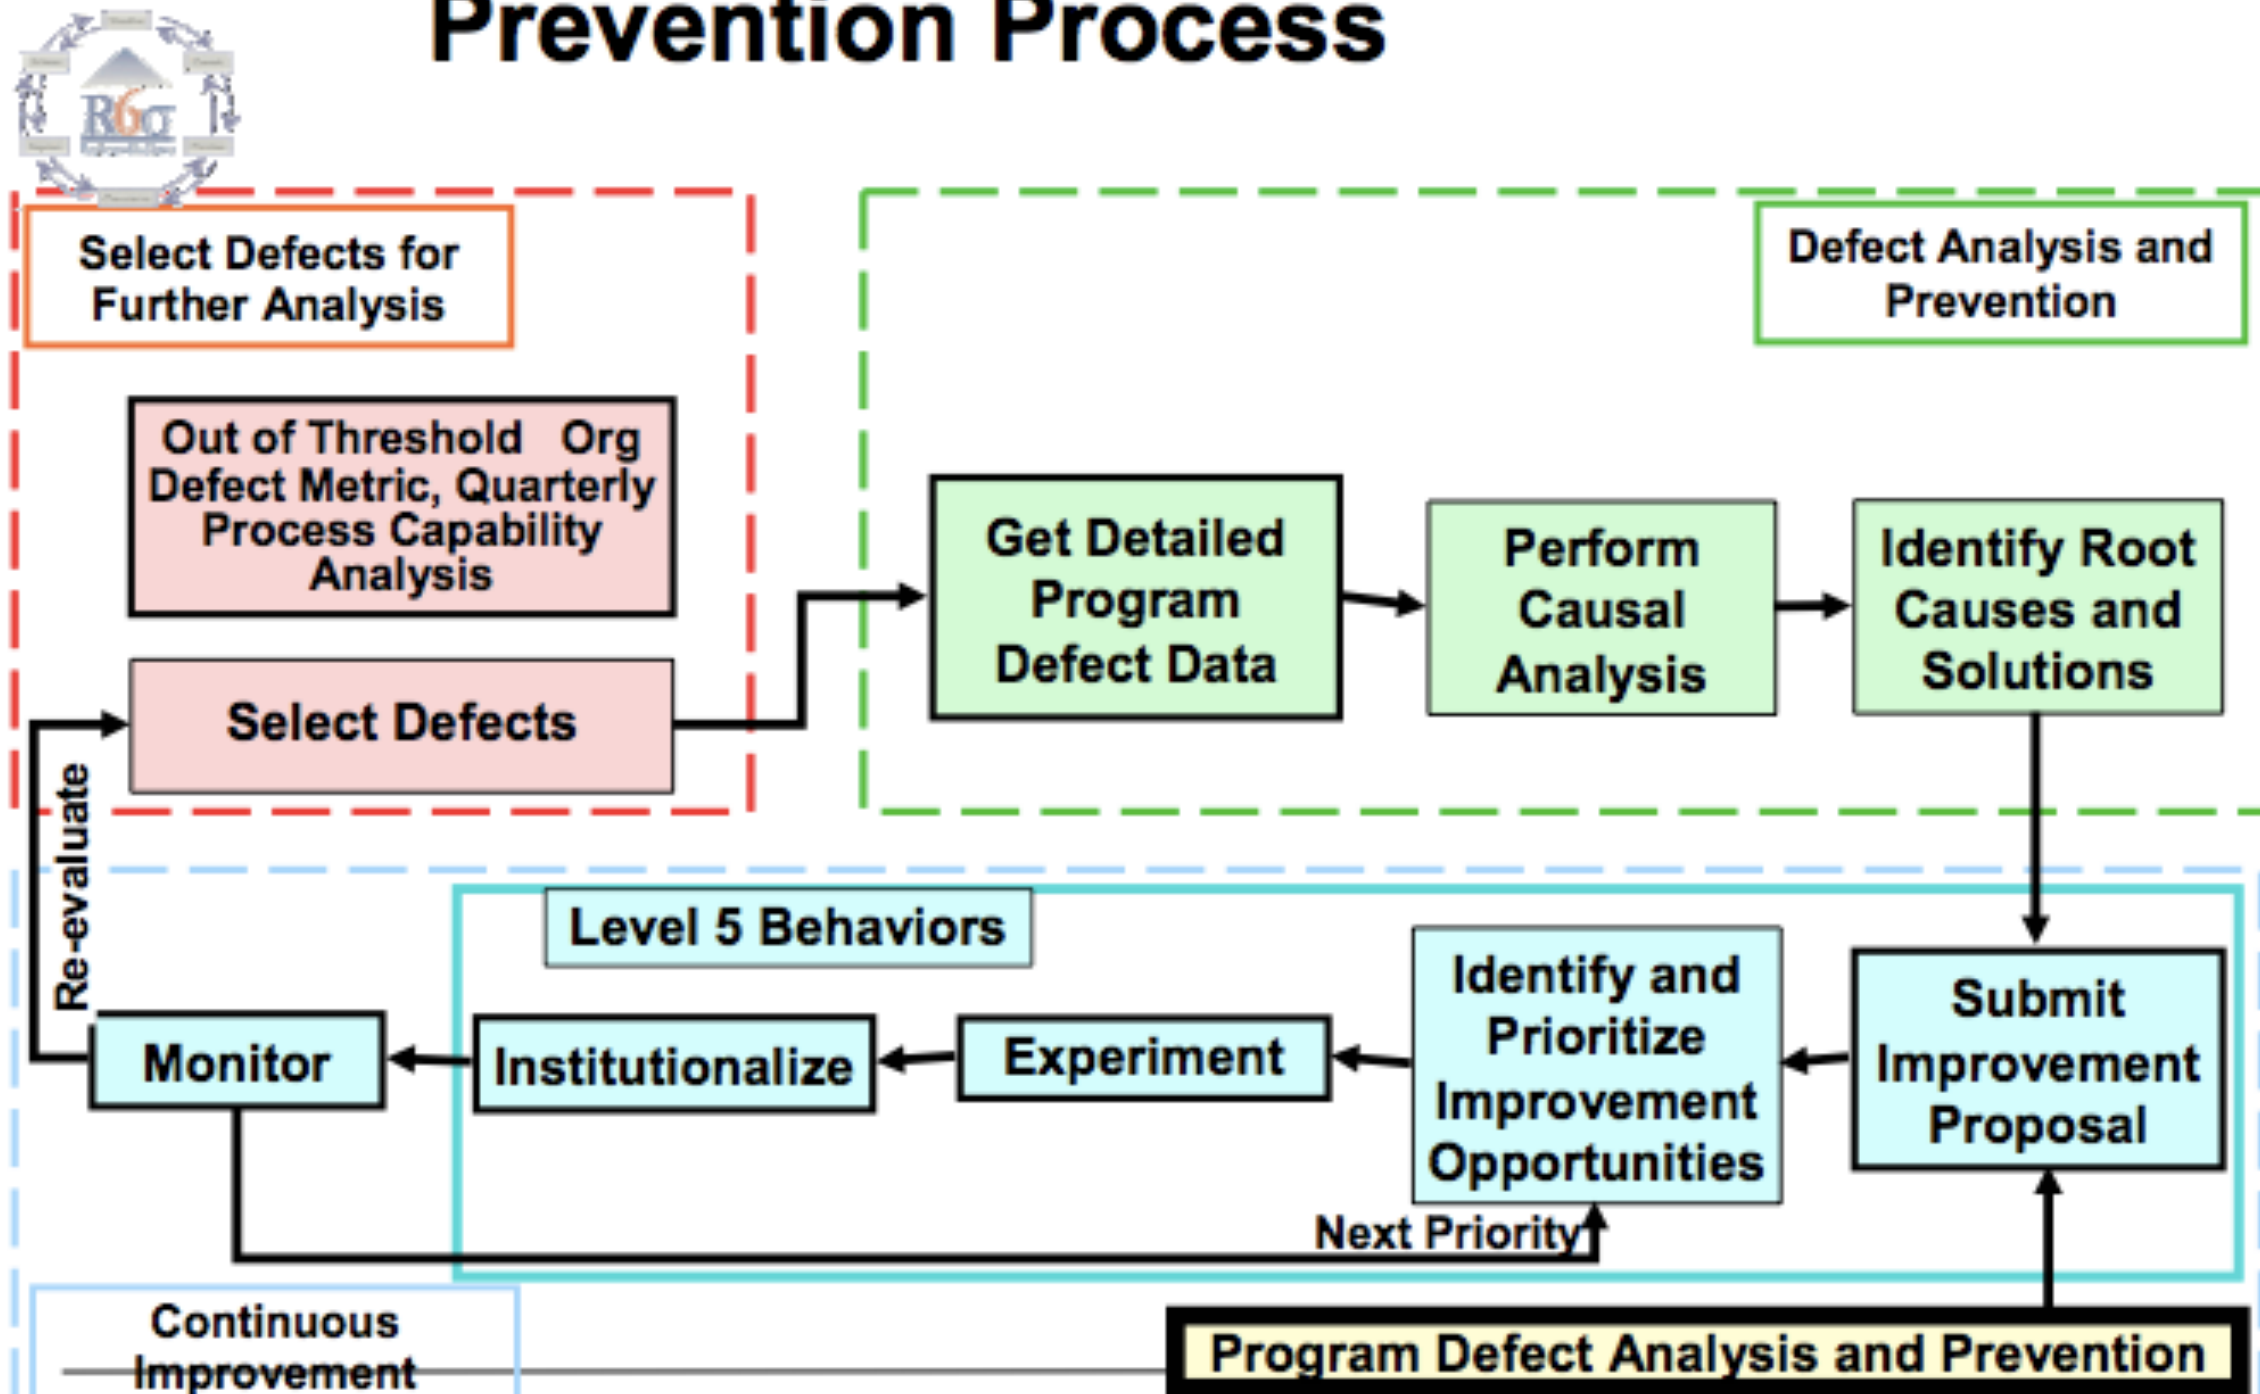 Prevention Process
R6σ
Select Defects for
Further Analysis
Defect Analysis and
Prevention
Out of Threshold   Org
Defect Metric, Quarterly
Process Capability
Analysis
Select Defects
Get Detailed
Program
Defect Data
Perform
Causal
Analysis
Identify Root
Causes and
Solutions
Re-evaluate
Level 5 Behaviors
Monitor
Institutionalize
Experiment
Identify and
Prioritize
Improvement
Opportunities
Submit
Improvement
Proposal
Next Priority
Continuous
Improvement
Program Defect Analysis and Prevention